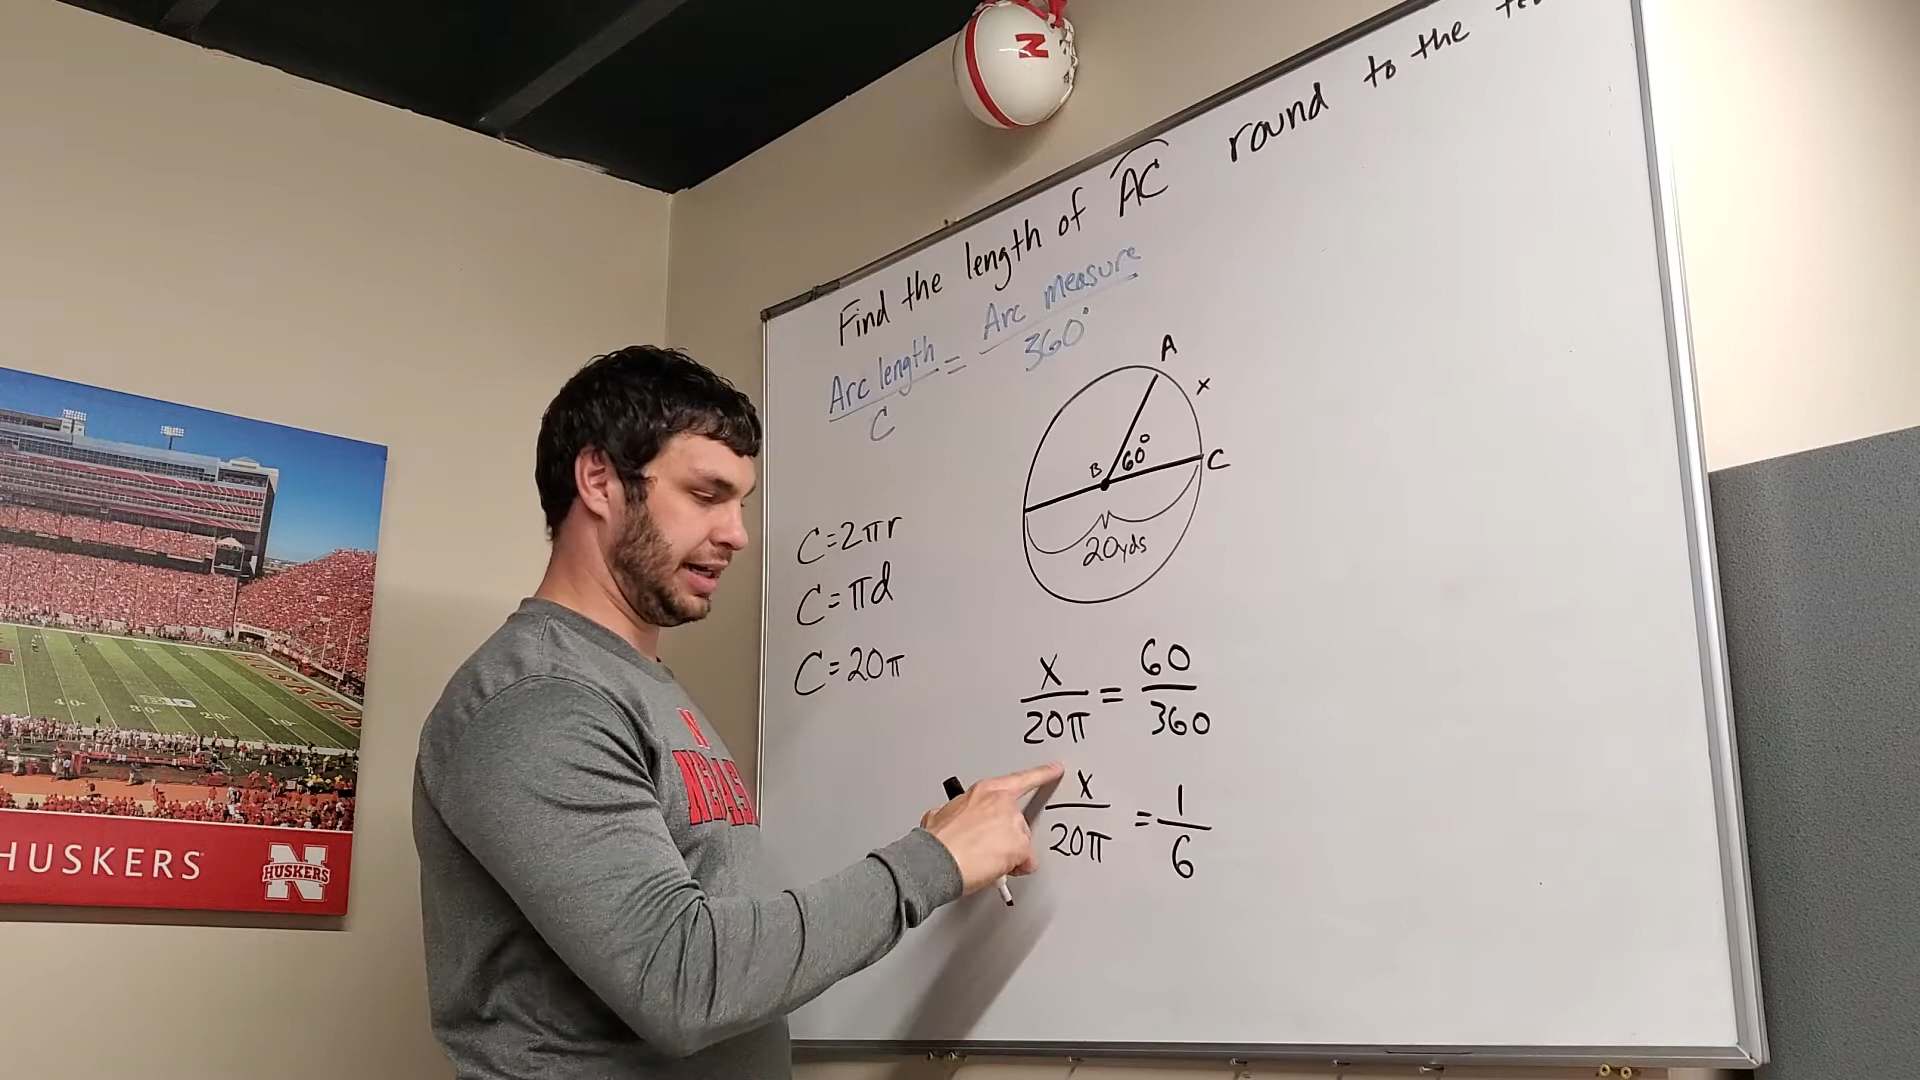 Find the length of AC round to the
Arc length / C = Arc measure / 360°
A
x
B 60° C
20yds
C=2πr
C=πd
C=20π
x / 20π = 60 / 360
x / 20π = 1 / 6
N
N
HUSKERS
N
HUSKERS